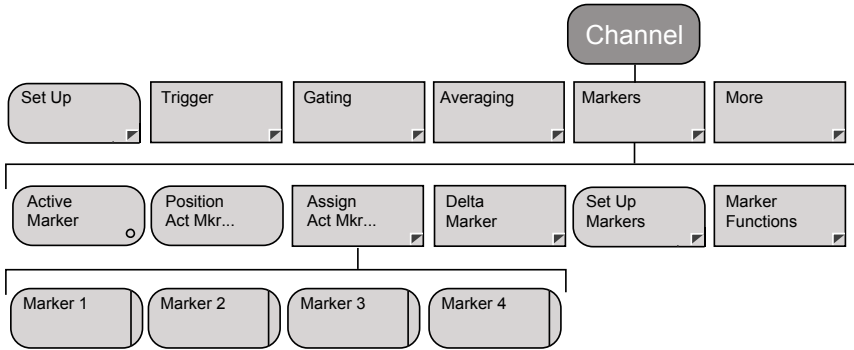 Channel
Set Up
Trigger
Gating
Averaging
Markers
More
Active
Marker
Position
Act Mkr...
Assign
Act Mkr...
Delta
Marker
Set Up
Markers
Marker
Functions
Marker 1
Marker 2
Marker 3
Marker 4